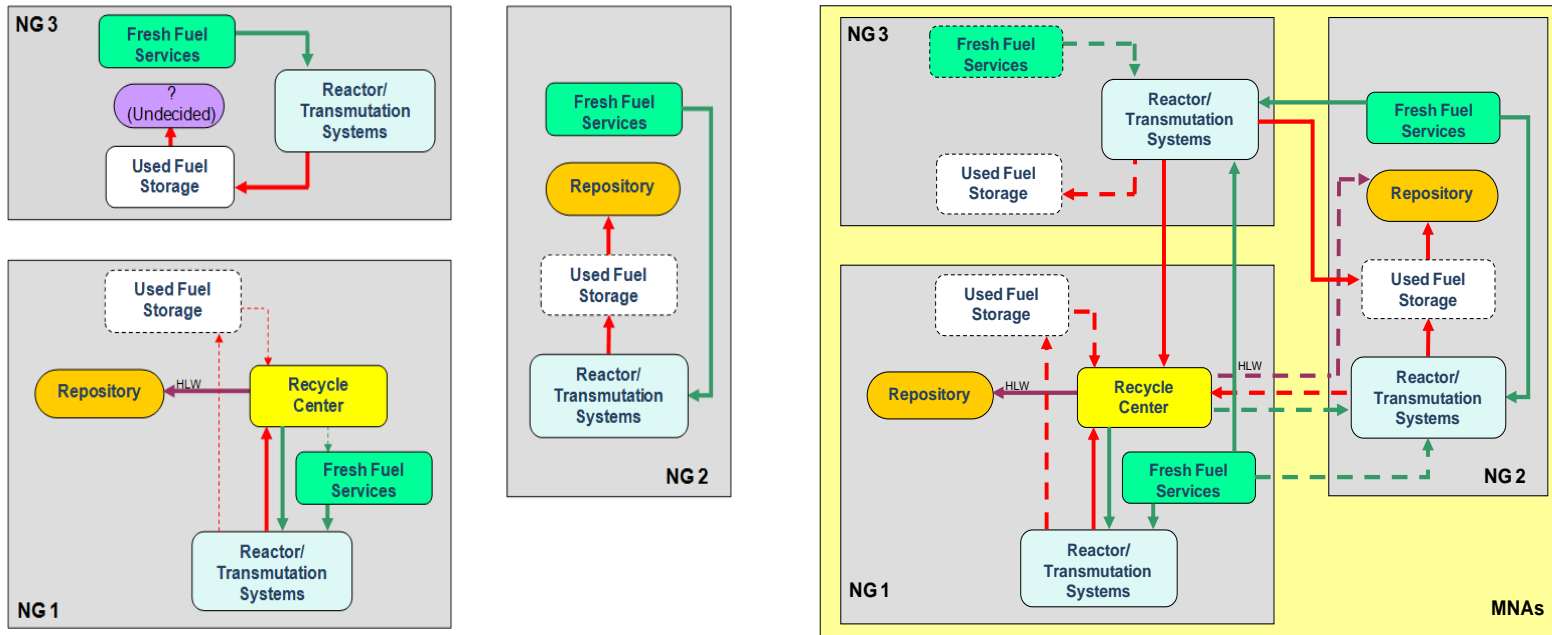 NG 3
Fresh Fuel
Services
?
(Undecided)
Reactor/
Transmutation
Systems
Used Fuel
Storage
NG 1
Used Fuel
Storage
Repository
HLW
Recycle
Center
Fresh Fuel
Services
Reactor/
Transmutation
Systems
Fresh Fuel
Services
Repository
Used Fuel
Storage
Reactor/
Transmutation
Systems
NG 2
NG 3
Fresh Fuel
Services
Reactor/
Transmutation
Systems
Used Fuel
Storage
Fresh Fuel
Services
Repository
Used Fuel
Storage
Reactor/
Transmutation
Systems
NG 2
Used Fuel
Storage
Repository
HLW
Recycle
Center
HLW
Fresh Fuel
Services
Reactor/
Transmutation
Systems
NG 1
MNAs